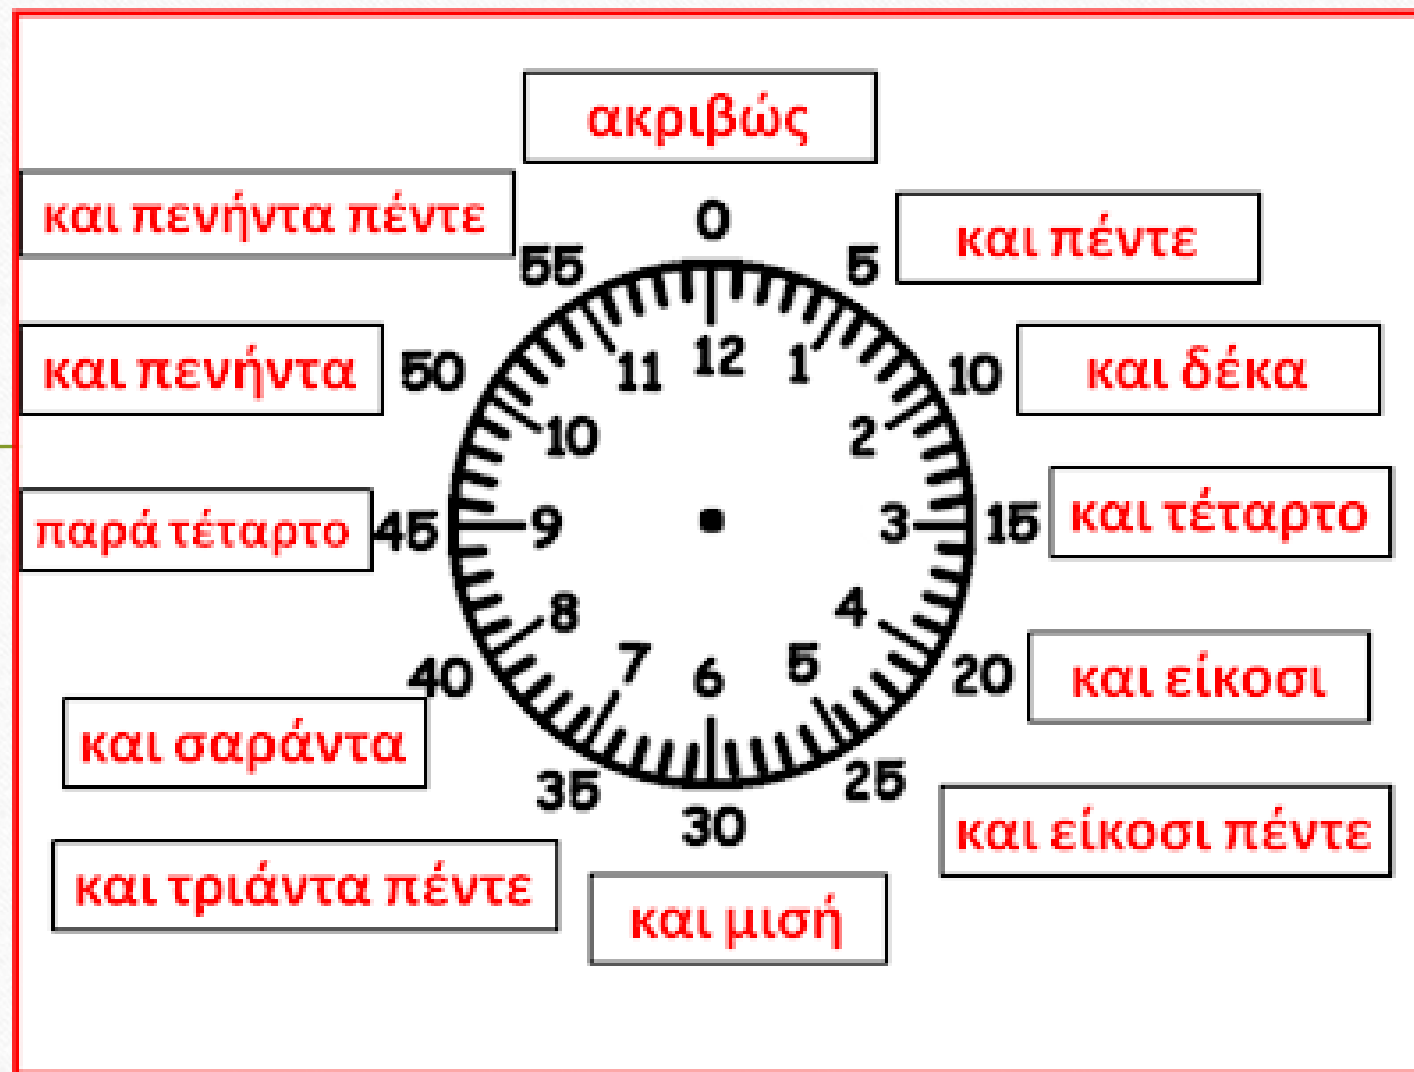 ακριβώς
και πενήντα πέντε
0
και πέντε
55
5
και πενήντα
50
11
12
1
10
και δέκα
10
2
παρά τέταρτο
45
9
3
15
και τέταρτο
8
4
40
7
6
5
20
και είκοσι
και σαράντα
35
25
30
και είκοσι πέντε
και τριάντα πέντε
και μισή